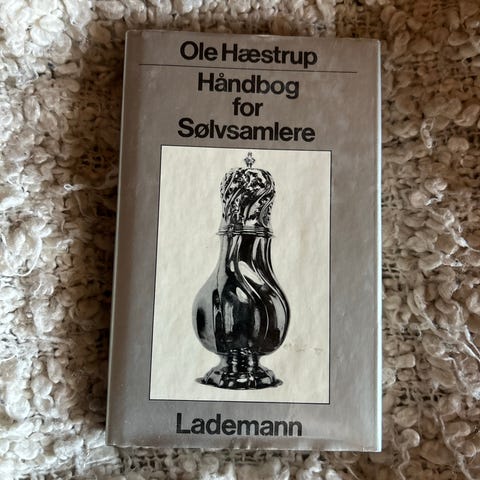 Ole Hæstrup
Håndbog
for
Sølvsamlere
Lademann